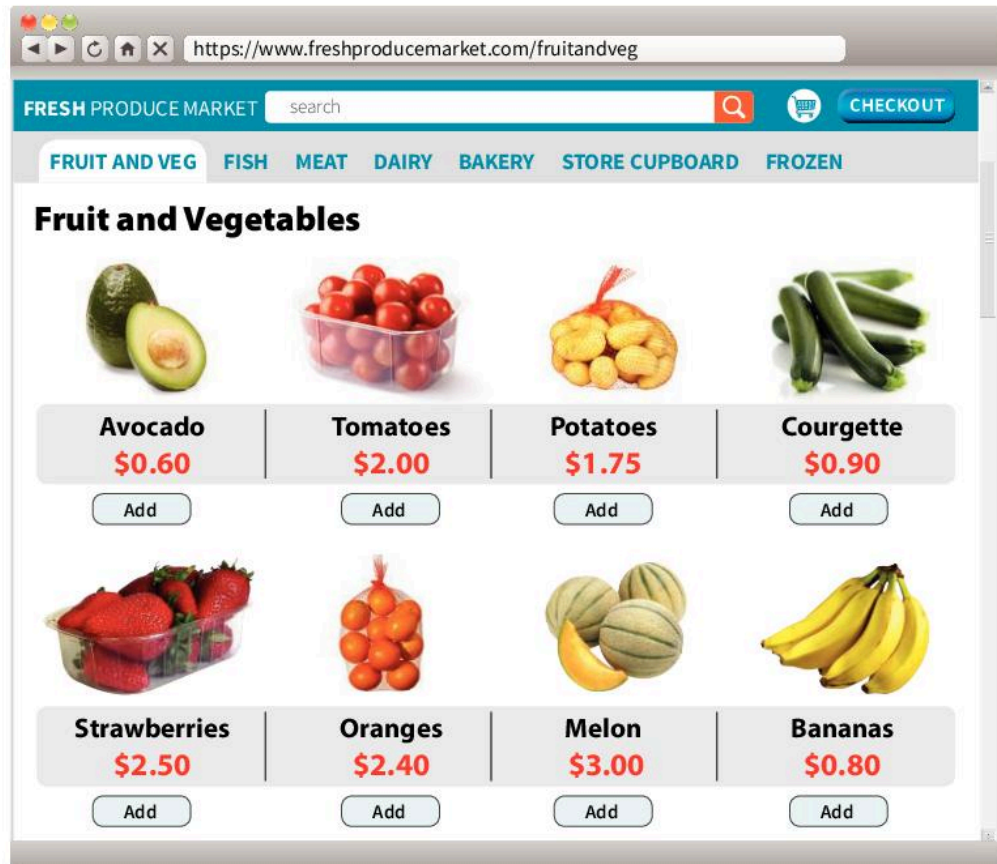 https://www.freshproducemarket.com/fruitandveg
FRESH PRODUCE MARKET search CHECKOUT
FRUIT AND VEG FISH MEAT DAIRY BAKERY STORE CUPBOARD FROZEN
Fruit and Vegetables
Avocado Tomatoes Potatoes Courgette
$0.60 $2.00 $1.75 $0.90
Add Add Add Add
Strawberries Oranges Melon Bananas
$2.50 $2.40 $3.00 $0.80
Add Add Add Add